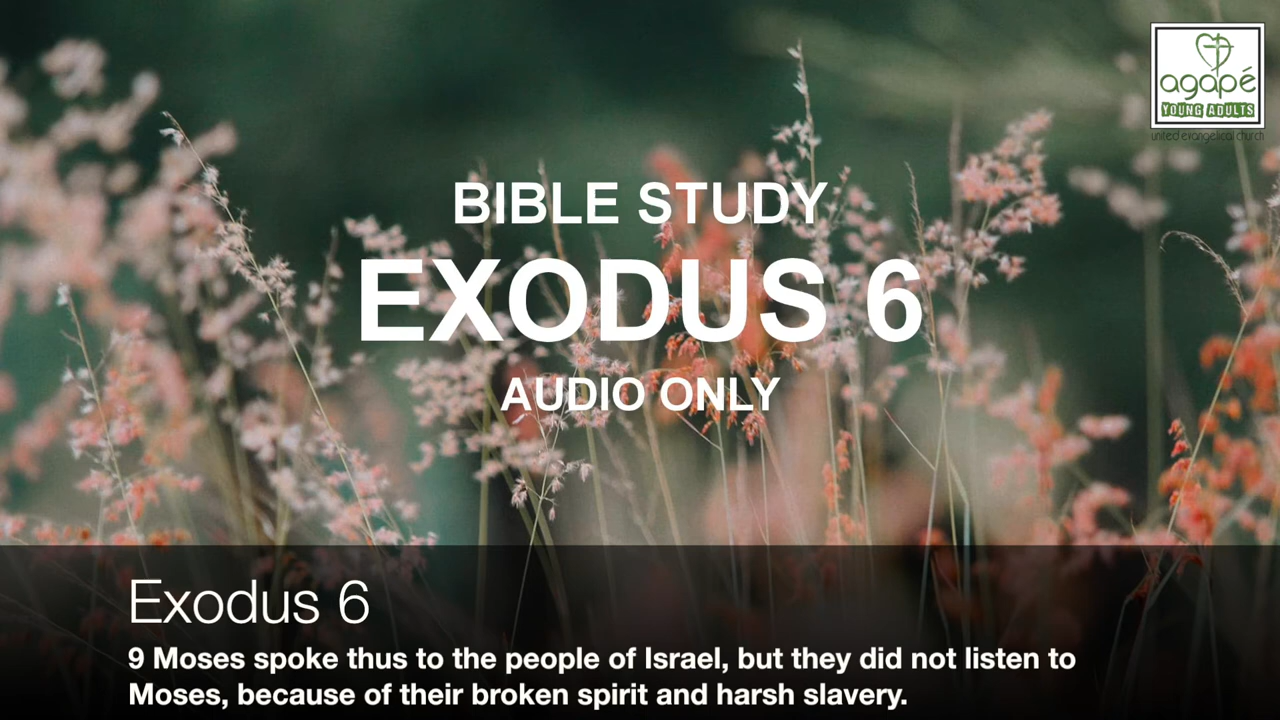 agapé
YOUNG ADULTS
united evangelical church
BIBLE STUDY
EXODUS 6
AUDIO ONLY
Exodus 6
9 Moses spoke thus to the people of Israel, but they did not listen to
Moses, because of their broken spirit and harsh slavery.